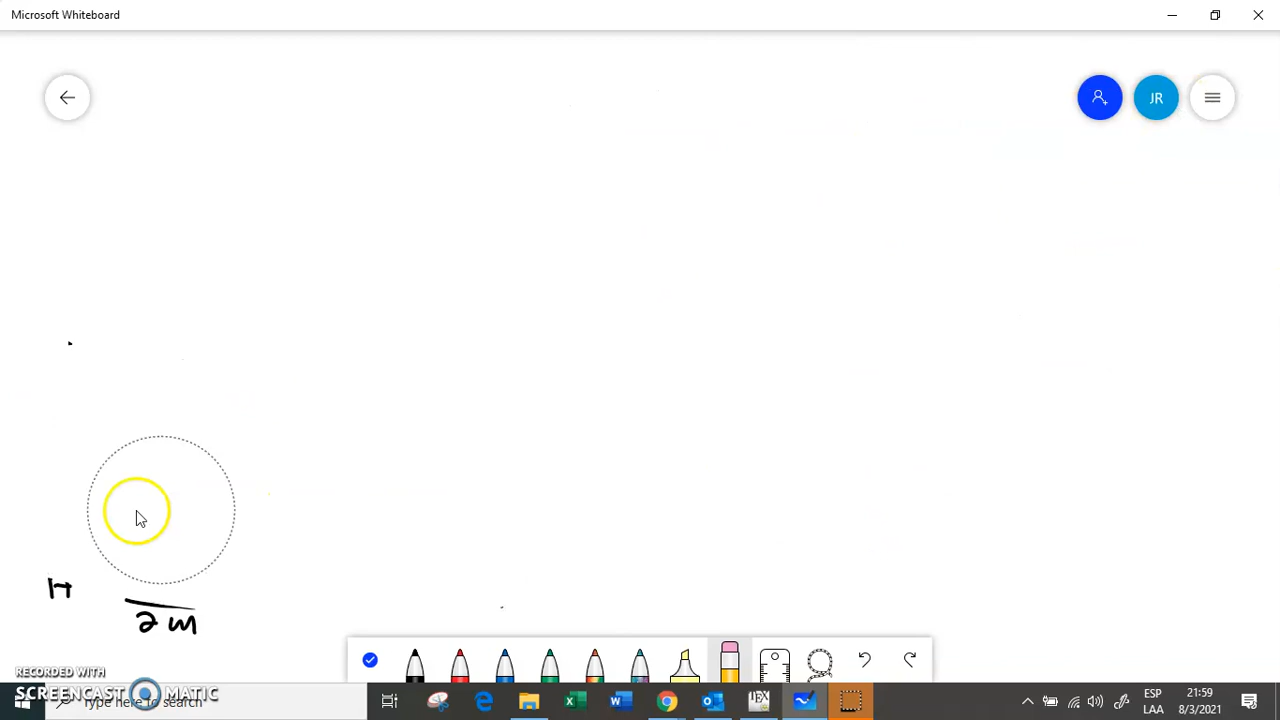 Microsoft Whiteboard
JR
H
2m
RECORDED WITH
SCREENCAST MATIC
Type here to search
TEX
ESP
LAA
21:59
8/3/2021